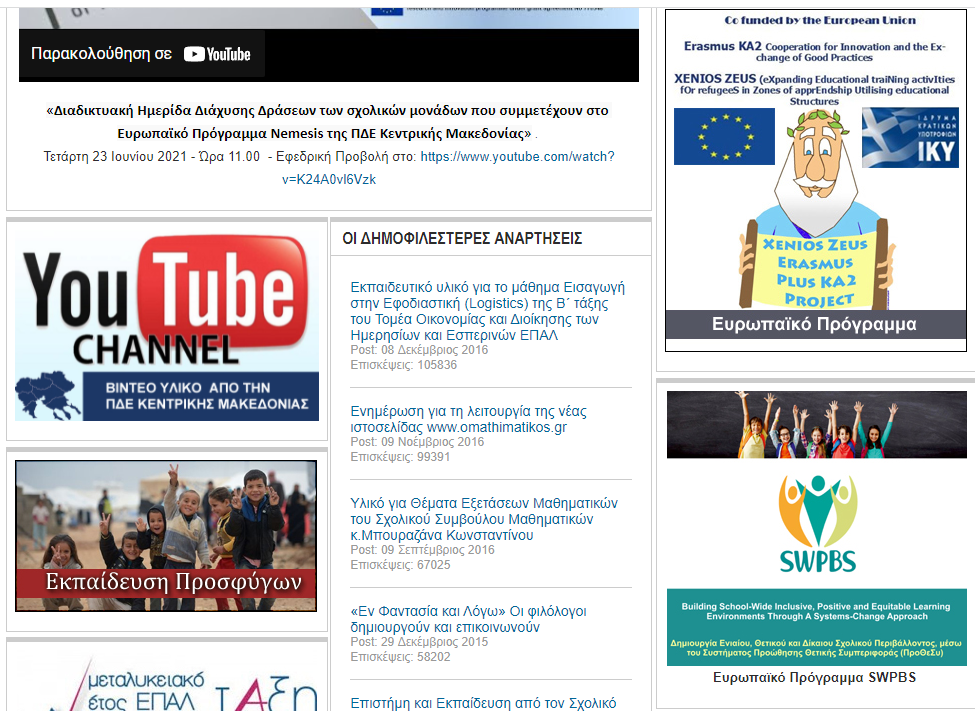 Παρακολούθηση σε YouTube
«Διαδικτυακή Ημερίδα Διάχυσης Δράσεων των σχολικών μονάδων που συμμετέχουν στο
Ευρωπαϊκό Πρόγραμμα Nemesis της ΠΔΕ Κεντρικής Μακεδονίας» .
Τετάρτη 23 Ιουνίου 2021 - Ώρα 11.00 - Εφεδρική Προβολή στο: https://www.youtube.com/watch?
v=K24A0vl6Vzk
You Tube
CHANNEL
ΒΙΝΤΕΟ ΥΛΙΚΟ ΑΠΟ ΤΗΝ
ΠΔΕ ΚΕΝΤΡΙΚΗΣ ΜΑΚΕΔΟΝΙΑΣ
Εκπαίδευση Προσφύγων
μεταλυκειακό
έτος ΕΠΑΛ
τΑξη
ΟΙ ΔΗΜΟΦΙΛΕΣΤΕΡΕΣ ΑΝΑΡΤΗΣΕΙΣ
Εκπαιδευτικό υλικό για το μάθημα Εισαγωγή
στην Εφοδιαστική (Logistics) της Β΄ τάξης
του Τομέα Οικονομίας και Διοίκησης των
Ημερησίων και Εσπερινών ΕΠΑΛ
Post: 08 Δεκέμβριος 2016
Επισκέψεις: 105836
Ενημέρωση για τη λειτουργία της νέας
ιστοσελίδας www.omathimatikos.gr
Post: 09 Νοέμβριος 2016
Επισκέψεις: 99391
Υλικό για Θέματα Εξετάσεων Μαθηματικών
του Σχολικού Συμβούλου Μαθηματικών
κ.Μπουραζάνα Κωνσταντίνου
Post: 09 Σεπτέμβριος 2016
Επισκέψεις: 67025
«Εν Φαντασία και Λόγω» Οι φιλόλογοι
δημιουργούν και επικοινωνούν
Post: 29 Δεκέμβριος 2015
Επισκέψεις: 58202
Επιστήμη και Εκπαίδευση από τον Σχολικό
Co funded by the European Union
Erasmus KA2 Cooperation for Innovation and the Ex-
change of Good Practices
XENIOS ZEUS (eXpanding Educational traiNing activIties
fOr refugeeS in Zones of apprEndship Utilising educational
Structures
ΙΔΡΥΜΑ
ΚΡΑΤΙΚΩΝ
ΥΠΟΤΡΟΦΙΩΝ
ΙΚΥ
Xenios Zeus
Erasmus
Plus KA2
Project
Ευρωπαϊκό Πρόγραμμα
SWPBS
Building School-Wide Inclusive, Positive and Equitable Learning
Environments Through A Systems-Change Approach
Δημιουργία Ενιαίου, Θετικού και Δίκαιου Σχολικού Περιβάλλοντος, μέσω
του Συστήματος Προώθησης Θετικής Συμπεριφοράς (ΠροΘεΣυ)
Ευρωπαϊκό Πρόγραμμα SWPBS